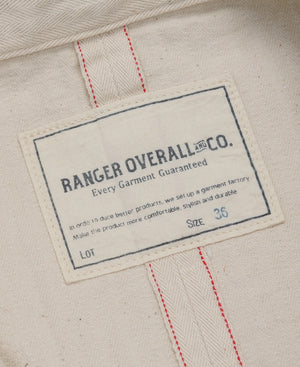 RANGER OVERALL AND CO.
Every Garment Guaranteed
In order to duce better products, we set up a garment factory
Make the product more comfortable, stylish and durable
LOT SIZE 36